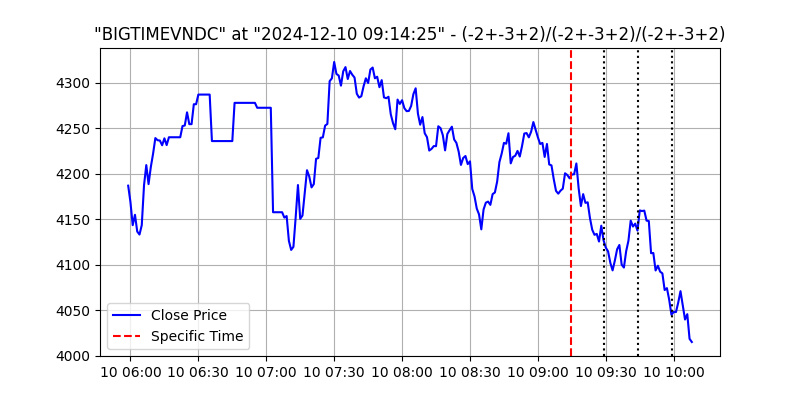 "BIGTIMEVNDC" at "2024-12-10 09:14:25" - (-2+-3+2)/(-2+-3+2)/(-2+-3+2)
4300
4250
4200
4150
4100
4050
4000
Close Price
Specific Time
10 06:00 10 06:30 10 07:00 10 07:30 10 08:00 10 08:30 10 09:00 10 09:30 10 10:00